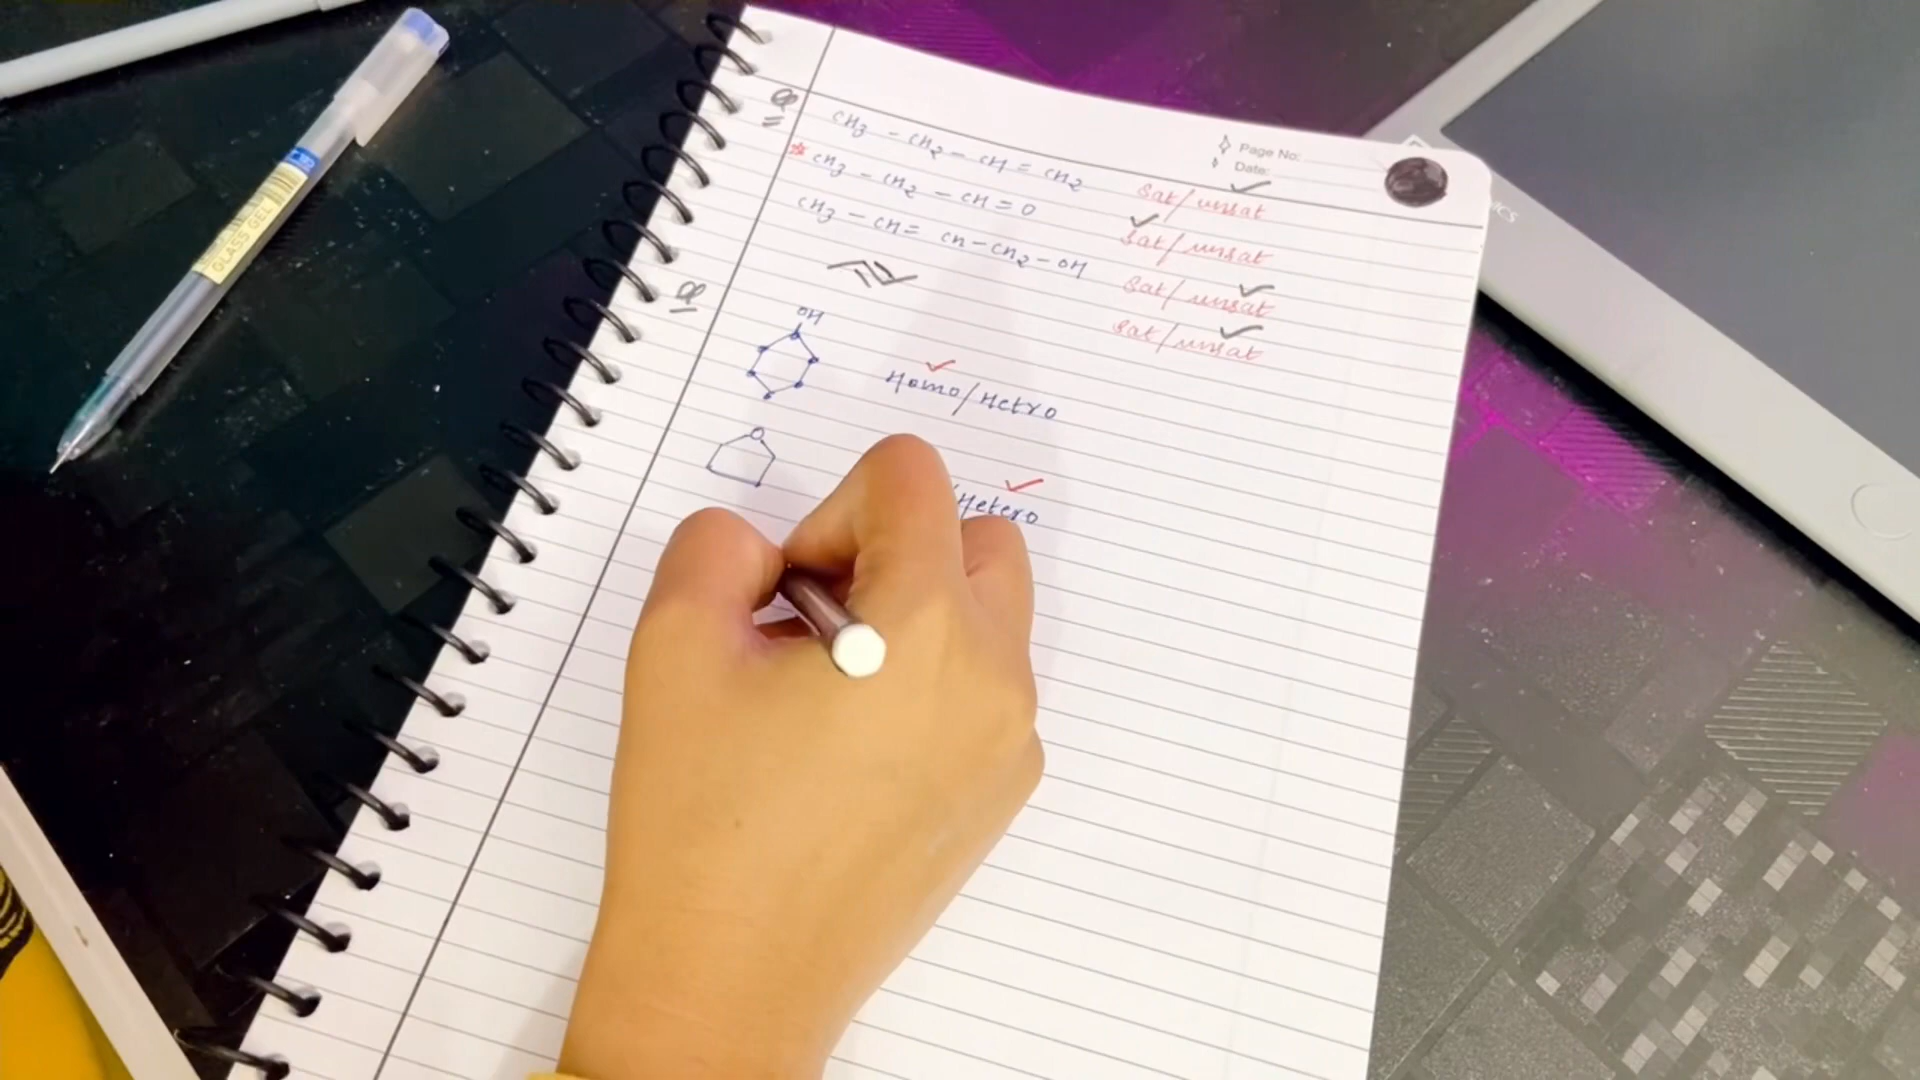 Q
CH3 - CH2 - CH = CH2
Sat/unsat
* CH3 - CH2 - CH = O
Sat/unsat
CH3 - CH = CH - CH2 - OH
Sat/unsat
Sat/unsat
Q
OH
Homo/Hetro
O
/Hetero
Page No:
Date:
GLASS GEL